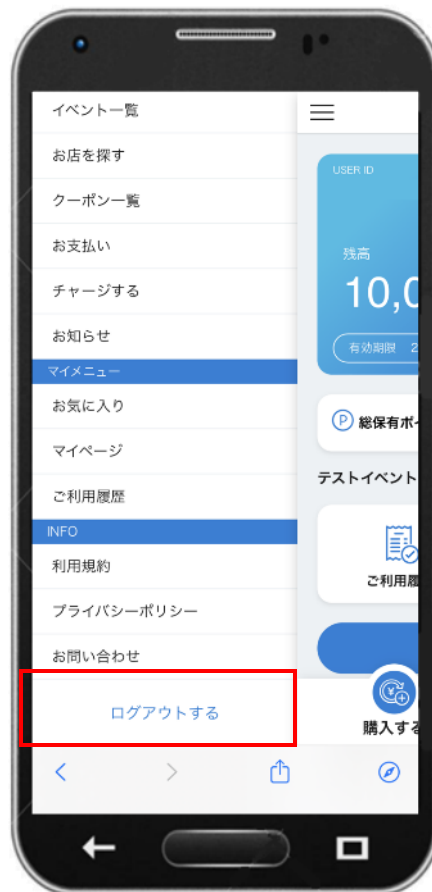 イベント一覧
お店を探す
クーポン一覧
お支払い
チャージする
お知らせ
マイメニュー
お気に入り
マイページ
ご利用履歴
INFO
利用規約
プライバシーポリシー
お問い合わせ
ログアウトする
USER ID
残高
10,0
有効期限 2
P 総保有ポ
テストイベント
ご利用履
購入する